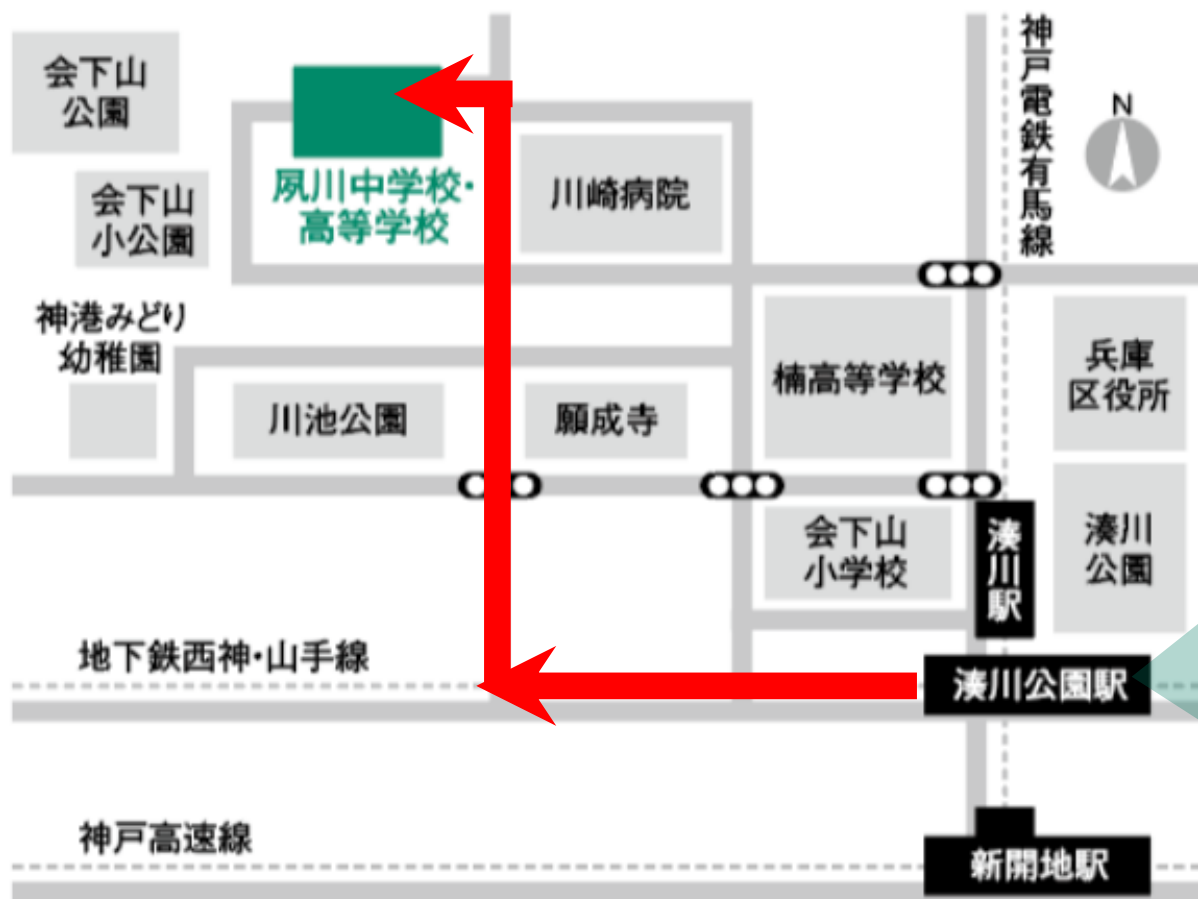 会下山
公園
会下山
小公園
夙川中学校・
高等学校
川崎病院
神戸電鉄有馬線
N
神港みどり
幼稚園
川池公園
願成寺
楠高等学校
兵庫
区役所
会下山
小学校
湊川駅
湊川
公園
地下鉄西神・山手線
湊川公園駅
神戸高速線
新開地駅